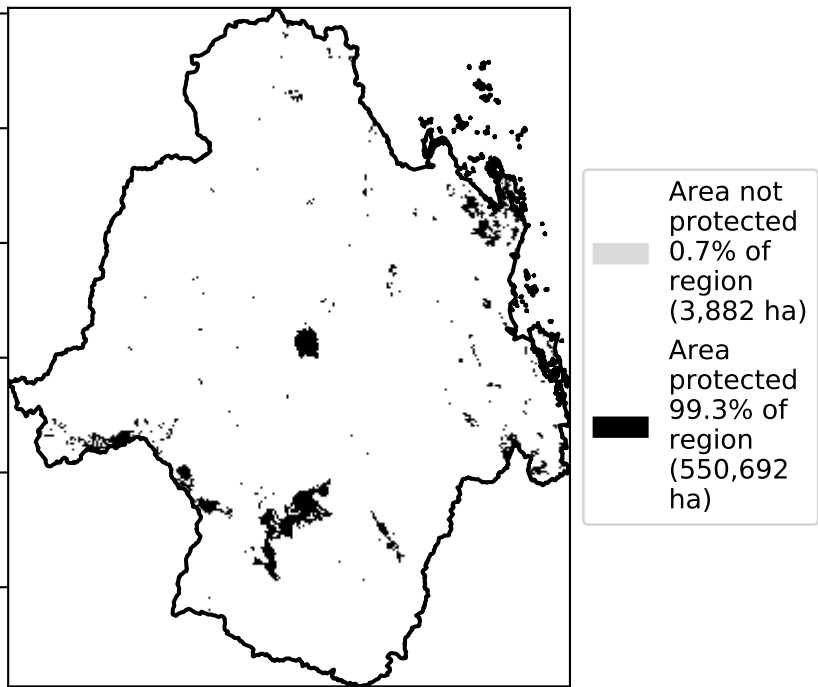 Area not
protected
0.7% of
region
(3,882 ha)
Area
protected
99.3% of
region
(550,692
ha)